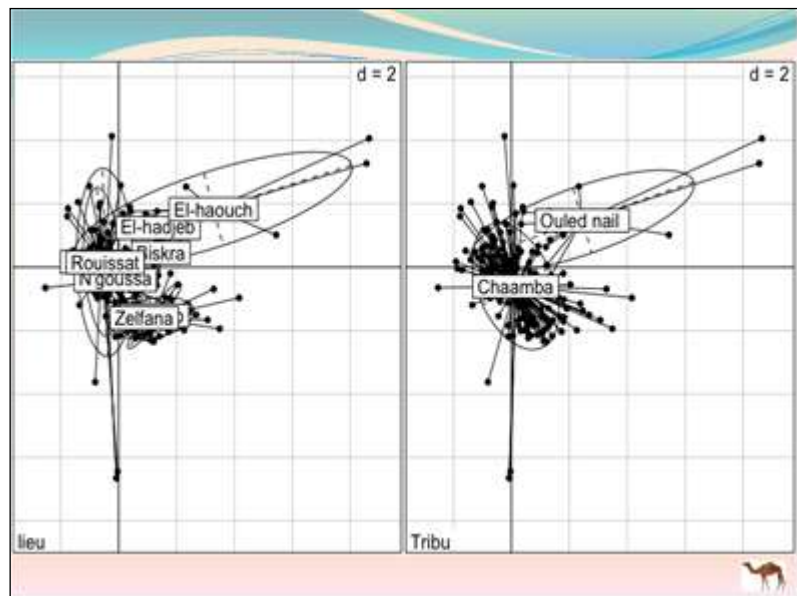 d = 2
El-haouch
El-hadjeb
Biskra
Rouissat
N'goussa
Zelfana
lieu
d = 2
Ouled nail
Chaamba
Tribu